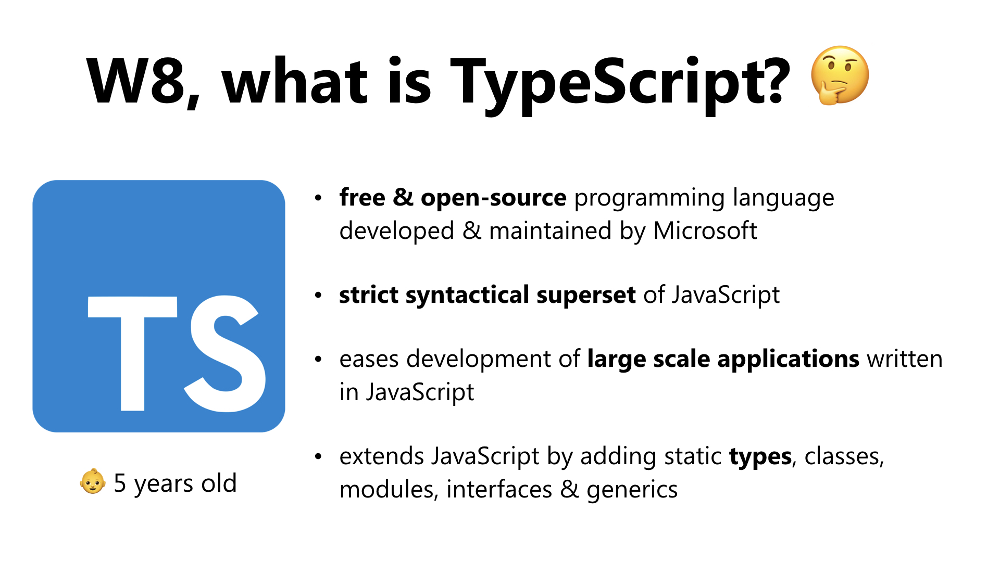 W8, what is TypeScript? 🤔
TS
👶 5 years old
• free & open-source programming language
developed & maintained by Microsoft
• strict syntactical superset of JavaScript
• eases development of large scale applications written
in JavaScript
• extends JavaScript by adding static types, classes,
modules, interfaces & generics